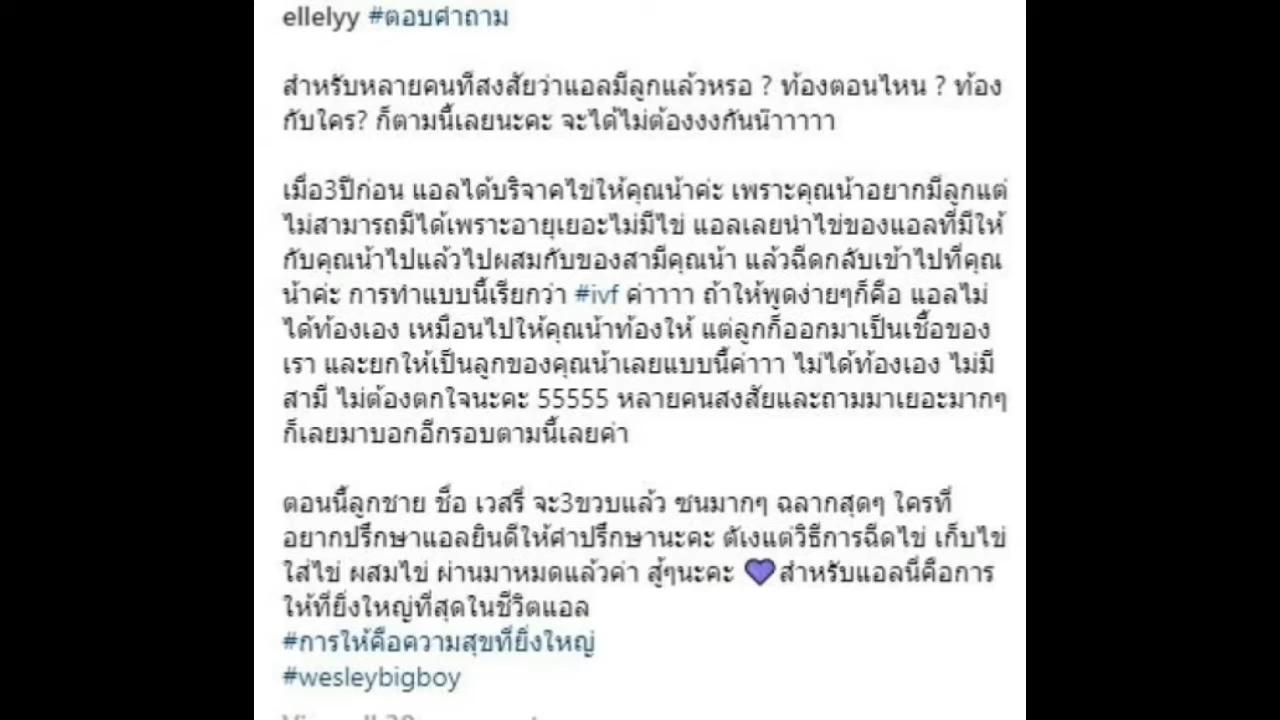 ellelyy #ตอบคำถาม
สำหรับหลายคนที่สงสัยว่าแอลมีลูกแล้วหรอ ? ท้องตอนไหน ? ท้อง
กับใคร? ก็ตามนี้เลยนะคะ จะได้ไม่ต้องงงกันน๊าาาาา
เมื่อ3ปีก่อน แอลได้บริจาคไข่ให้คุณน้าค่ะ เพราะคุณน้าอยากมีลูกแต่
ไม่สามารถมีได้เพราะอายุเยอะไม่มีไข่ แอลเลยนำไข่ของแอลที่มีให้
กับคุณน้าไปแล้วไปผสมกับของสามีคุณน้า แล้วฉีดกลับเข้าไปที่คุณ
น้าค่ะ การทำแบบนี้เรียกว่า #ivf ค่าาาา ถ้าให้พูดง่ายๆก็คือ แอลไม่
ได้ท้องเอง เหมือนไปให้คุณน้าท้องให้ แต่ลูกก็ออกมาเป็นเชื้อของ
เรา และยกให้เป็นลูกของคุณน้าเลยแบบนี้ค่าาา ไม่ได้ท้องเอง ไม่มี
สามี ไม่ต้องตกใจนะคะ 55555 หลายคนสงสัยและถามมาเยอะมากๆ
ก็เลยมาบอกอีกรอบตามนี้เลยค่า
ตอนนี้ลูกชาย ชื่อ เวสรี่ จะ3ขวบแล้ว ซนมากๆ ฉลากสุดๆ ใครที่
อยากปรึกษาแอลยินดีให้คำปรึกษานะคะ ตั้งแต่วิธีการฉีดไข่ เก็บไข่
ใส่ไข่ ผสมไข่ ผ่านมาหมดแล้วค่า สู้ๆนะคะ 💜สำหรับแอลนี่คือการ
ให้ที่ยิ่งใหญ่ที่สุดในชีวิตแอล
#การให้คือความสุขที่ยิ่งใหญ่
#wesleybigboy